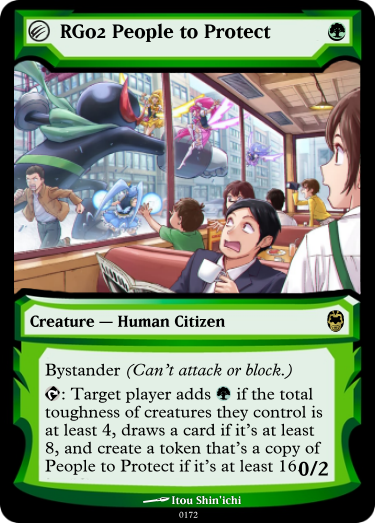 RG02 People to Protect
Creature — Human Citizen
Bystander (Can't attack or block.)
: Target player adds if the total
toughness of creatures they control is
at least 4, draws a card if it's at least
8, and create a token that's a copy of
People to Protect if it's at least 16
0/2
Itou Shin'ichi
0172